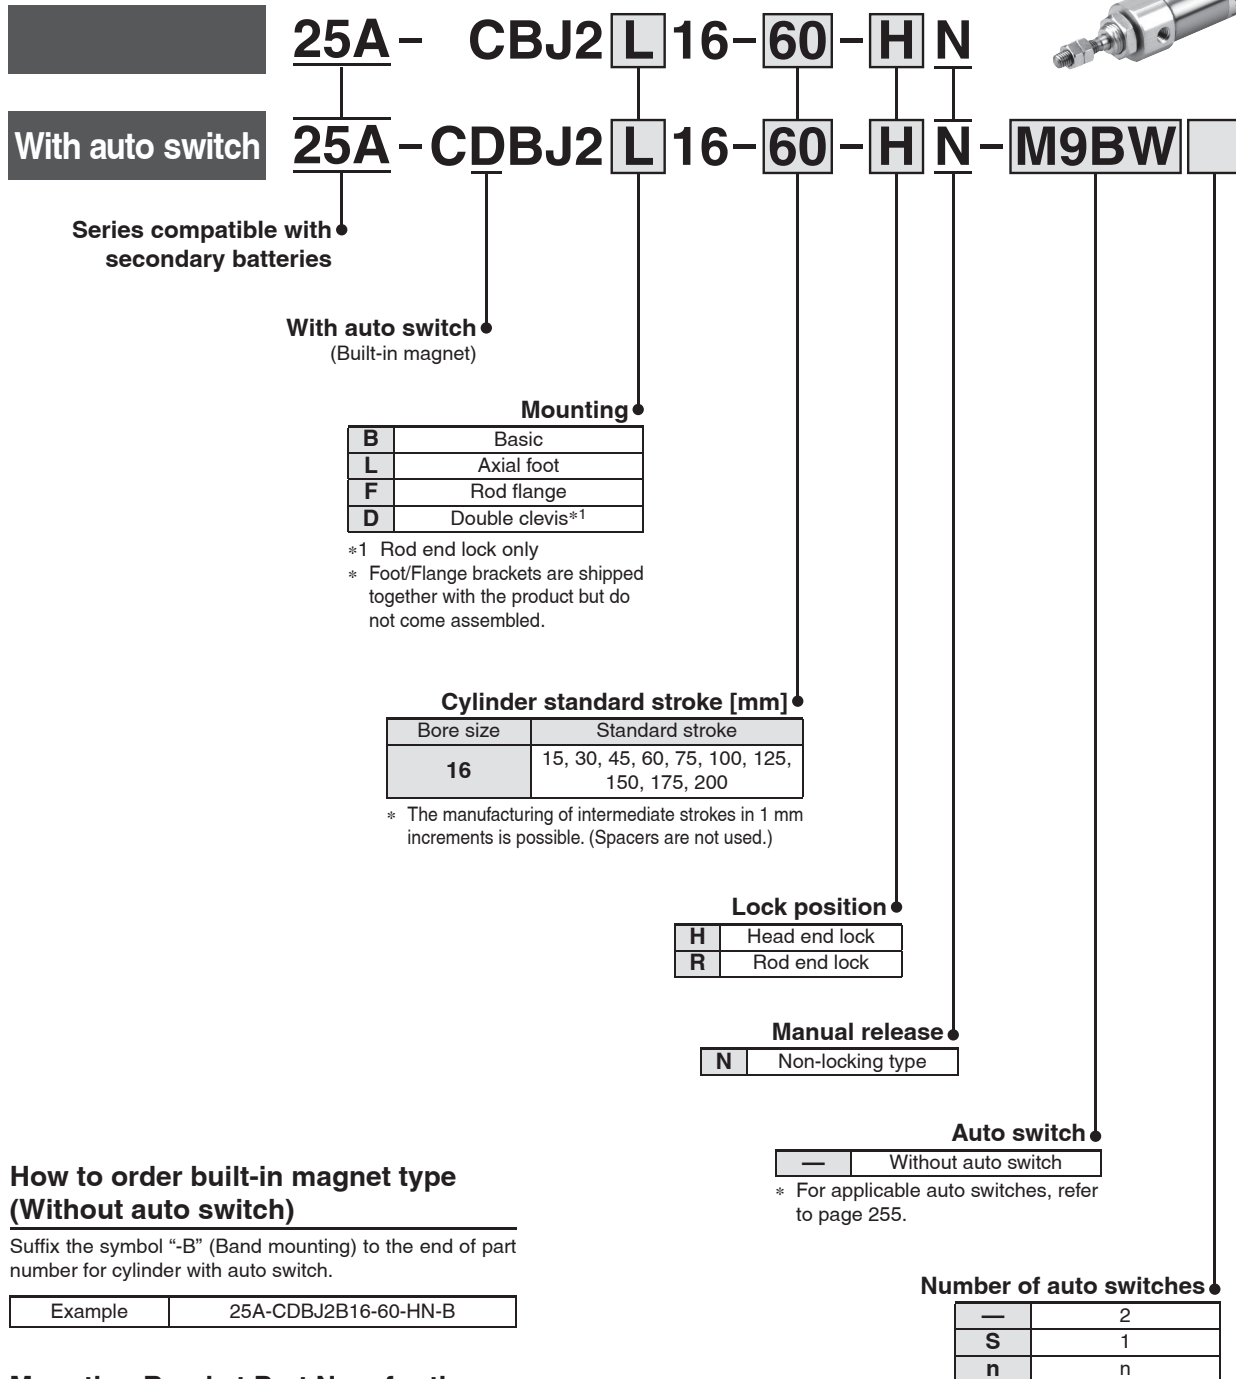 25A - CBJ2 L 16 - 60 - H N
With auto switch 25A - CDBJ2 L 16 - 60 - H N - M9BW
Series compatible with
secondary batteries
With auto switch
(Built-in magnet)
Mounting
B Basic
L Axial foot
F Rod flange
D Double clevis*1
*1 Rod end lock only
* Foot/Flange brackets are shipped
together with the product but do
not come assembled.
Cylinder standard stroke [mm]
Bore size Standard stroke
16 15, 30, 45, 60, 75, 100, 125,
150, 175, 200
* The manufacturing of intermediate strokes in 1 mm
increments is possible. (Spacers are not used.)
Lock position
H Head end lock
R Rod end lock
Manual release
N Non-locking type
Auto switch
— Without auto switch
* For applicable auto switches, refer
to page 255.
How to order built-in magnet type
(Without auto switch)
Suffix the symbol “-B” (Band mounting) to the end of part
number for cylinder with auto switch.
Example 25A-CDBJ2B16-60-HN-B
Number of auto switches
— 2
S 1
n n